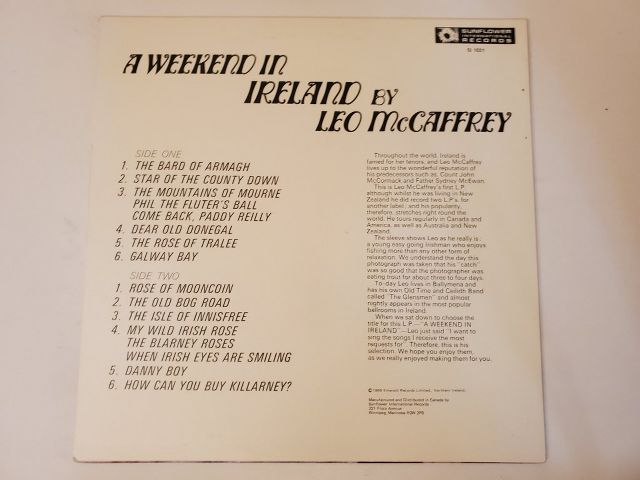 SUNFLOWER
INTERNATIONAL
RECORDS
SI 1021
A WEEKEND IN
IRELAND BY
LEO McCAFFREY
SIDE ONE
1. THE BARD OF ARMAGH
2. STAR OF THE COUNTY DOWN
3. THE MOUNTAINS OF MOURNE
PHIL THE FLUTER'S BALL
COME BACK, PADDY REILLY
4. DEAR OLD DONEGAL
5. THE ROSE OF TRALEE
6. GALWAY BAY
SIDE TWO
1. ROSE OF MOONCOIN
2. THE OLD BOG ROAD
3. THE ISLE OF INNISFREE
4. MY WILD IRISH ROSE
THE BLARNEY ROSES
WHEN IRISH EYES ARE SMILING
5. DANNY BOY
6. HOW CAN YOU BUY KILLARNEY?
Throughout the world, Ireland is
famed for her tenors, and Leo McCaffrey
lives up to the wonderful reputation of
his predecessors such as, Count John
McCormack and Father Sydney McEwan.
This is Leo McCaffrey's first L.P.
although whilst he was living in New
Zealand he did record two L.P's. for
another label; and his popularity,
therefore, stretches right round the
world. He tours regularly in Canada and
America, as well as Australia and New
Zealand.
The sleeve shows Leo as he really is:
a young easy going Irishman who enjoys
fishing more than any other form of
relaxation. We understand the day this
photograph was taken that his "catch"
was so good that the photographer was
eating trout for about three to four days.
To-day Leo lives in Ballymena and
has his own Old Time and Ceilidh Band
called "The Glensmen" and almost
nightly appears in the most popular
ballrooms in Ireland.
When we sat down to choose the
title for this L.P.—"A WEEKEND IN
IRELAND"—Leo just said "I want to
sing the songs I receive the most
requests for". Therefore, this is his
selection. We hope you enjoy them,
as we really enjoyed making them for you.
Emerald Records Limited, Northern Ireland.
Manufactured and Distributed in Canada by
Sunflower International Records
Winnipeg, Manitoba